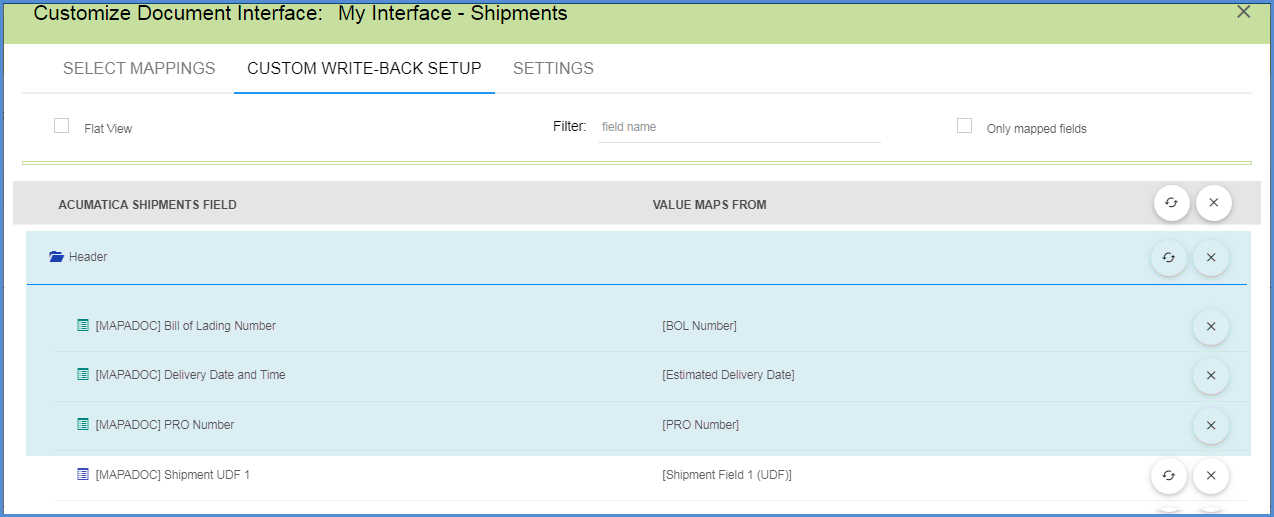 Customize Document Interface: My Interface - Shipments
SELECT MAPPINGS CUSTOM WRITE-BACK SETUP SETTINGS
Flat View Filter: field name Only mapped fields
ACUMATICA SHIPMENTS FIELD VALUE MAPS FROM
Header
[MAPADOC] Bill of Lading Number [BOL Number]
[MAPADOC] Delivery Date and Time [Estimated Delivery Date]
[MAPADOC] PRO Number [PRO Number]
[MAPADOC] Shipment UDF 1 [Shipment Field 1 (UDF)]